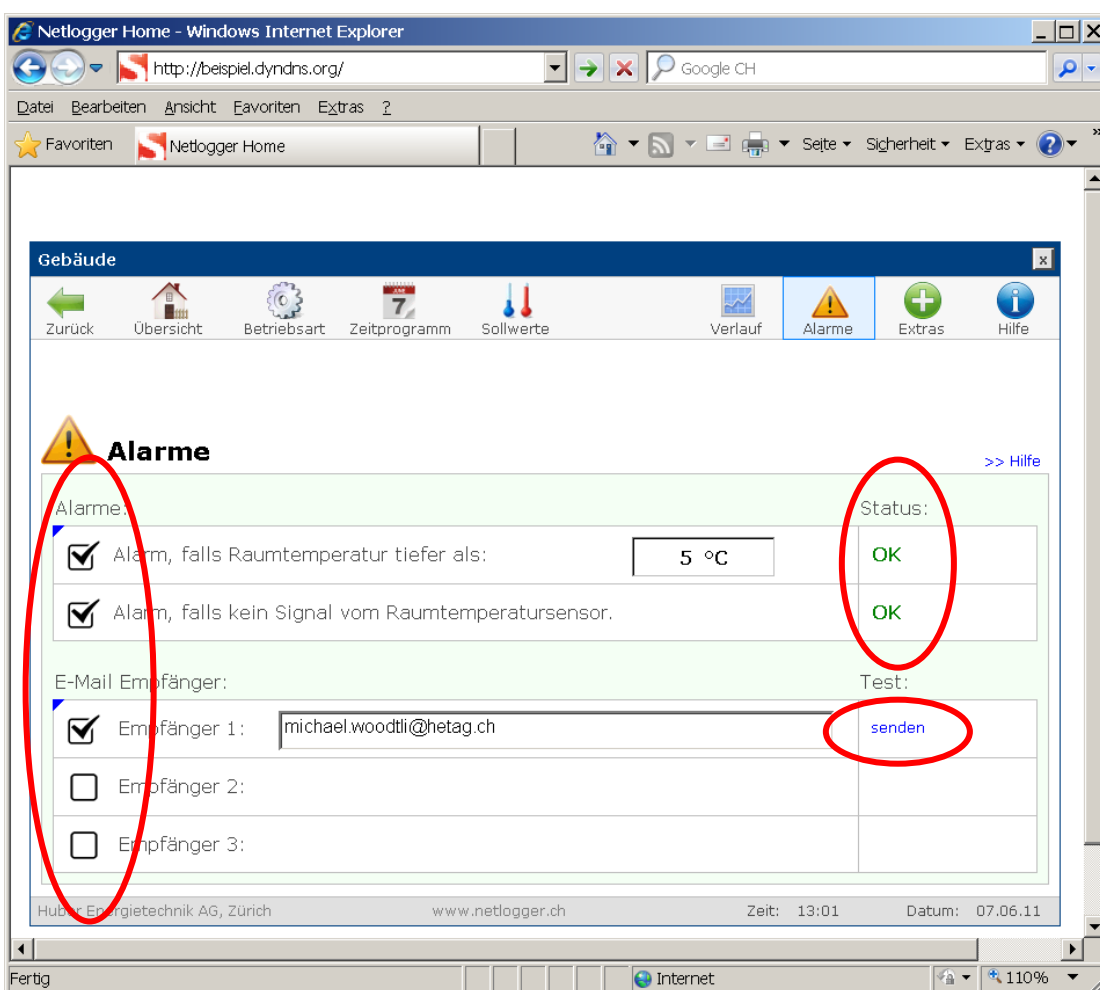 Netlogger Home - Windows Internet Explorer
http://beispiel.dyndns.org/ Google CH
Datei Bearbeiten Ansicht Favoriten Extras ?
Favoriten Netlogger Home Seite Sicherheit Extras
Gebäude
Zurück Übersicht Betriebsart Zeitprogramm Sollwerte Verlauf Alarme Extras Hilfe
JUNE
7
Alarme
>> Hilfe
Alarme: Status:
Alarm, falls Raumtemperatur tiefer als: 5 °C OK
Alarm, falls kein Signal vom Raumtemperatursensor. OK
E-Mail Empfänger: Test:
Empfänger 1: michael.woodtli@hetag.ch senden
Empfänger 2:
Empfänger 3:
Huber Energietechnik AG, Zürich www.netlogger.ch Zeit: 13:01 Datum: 07.06.11
Fertig Internet 110%